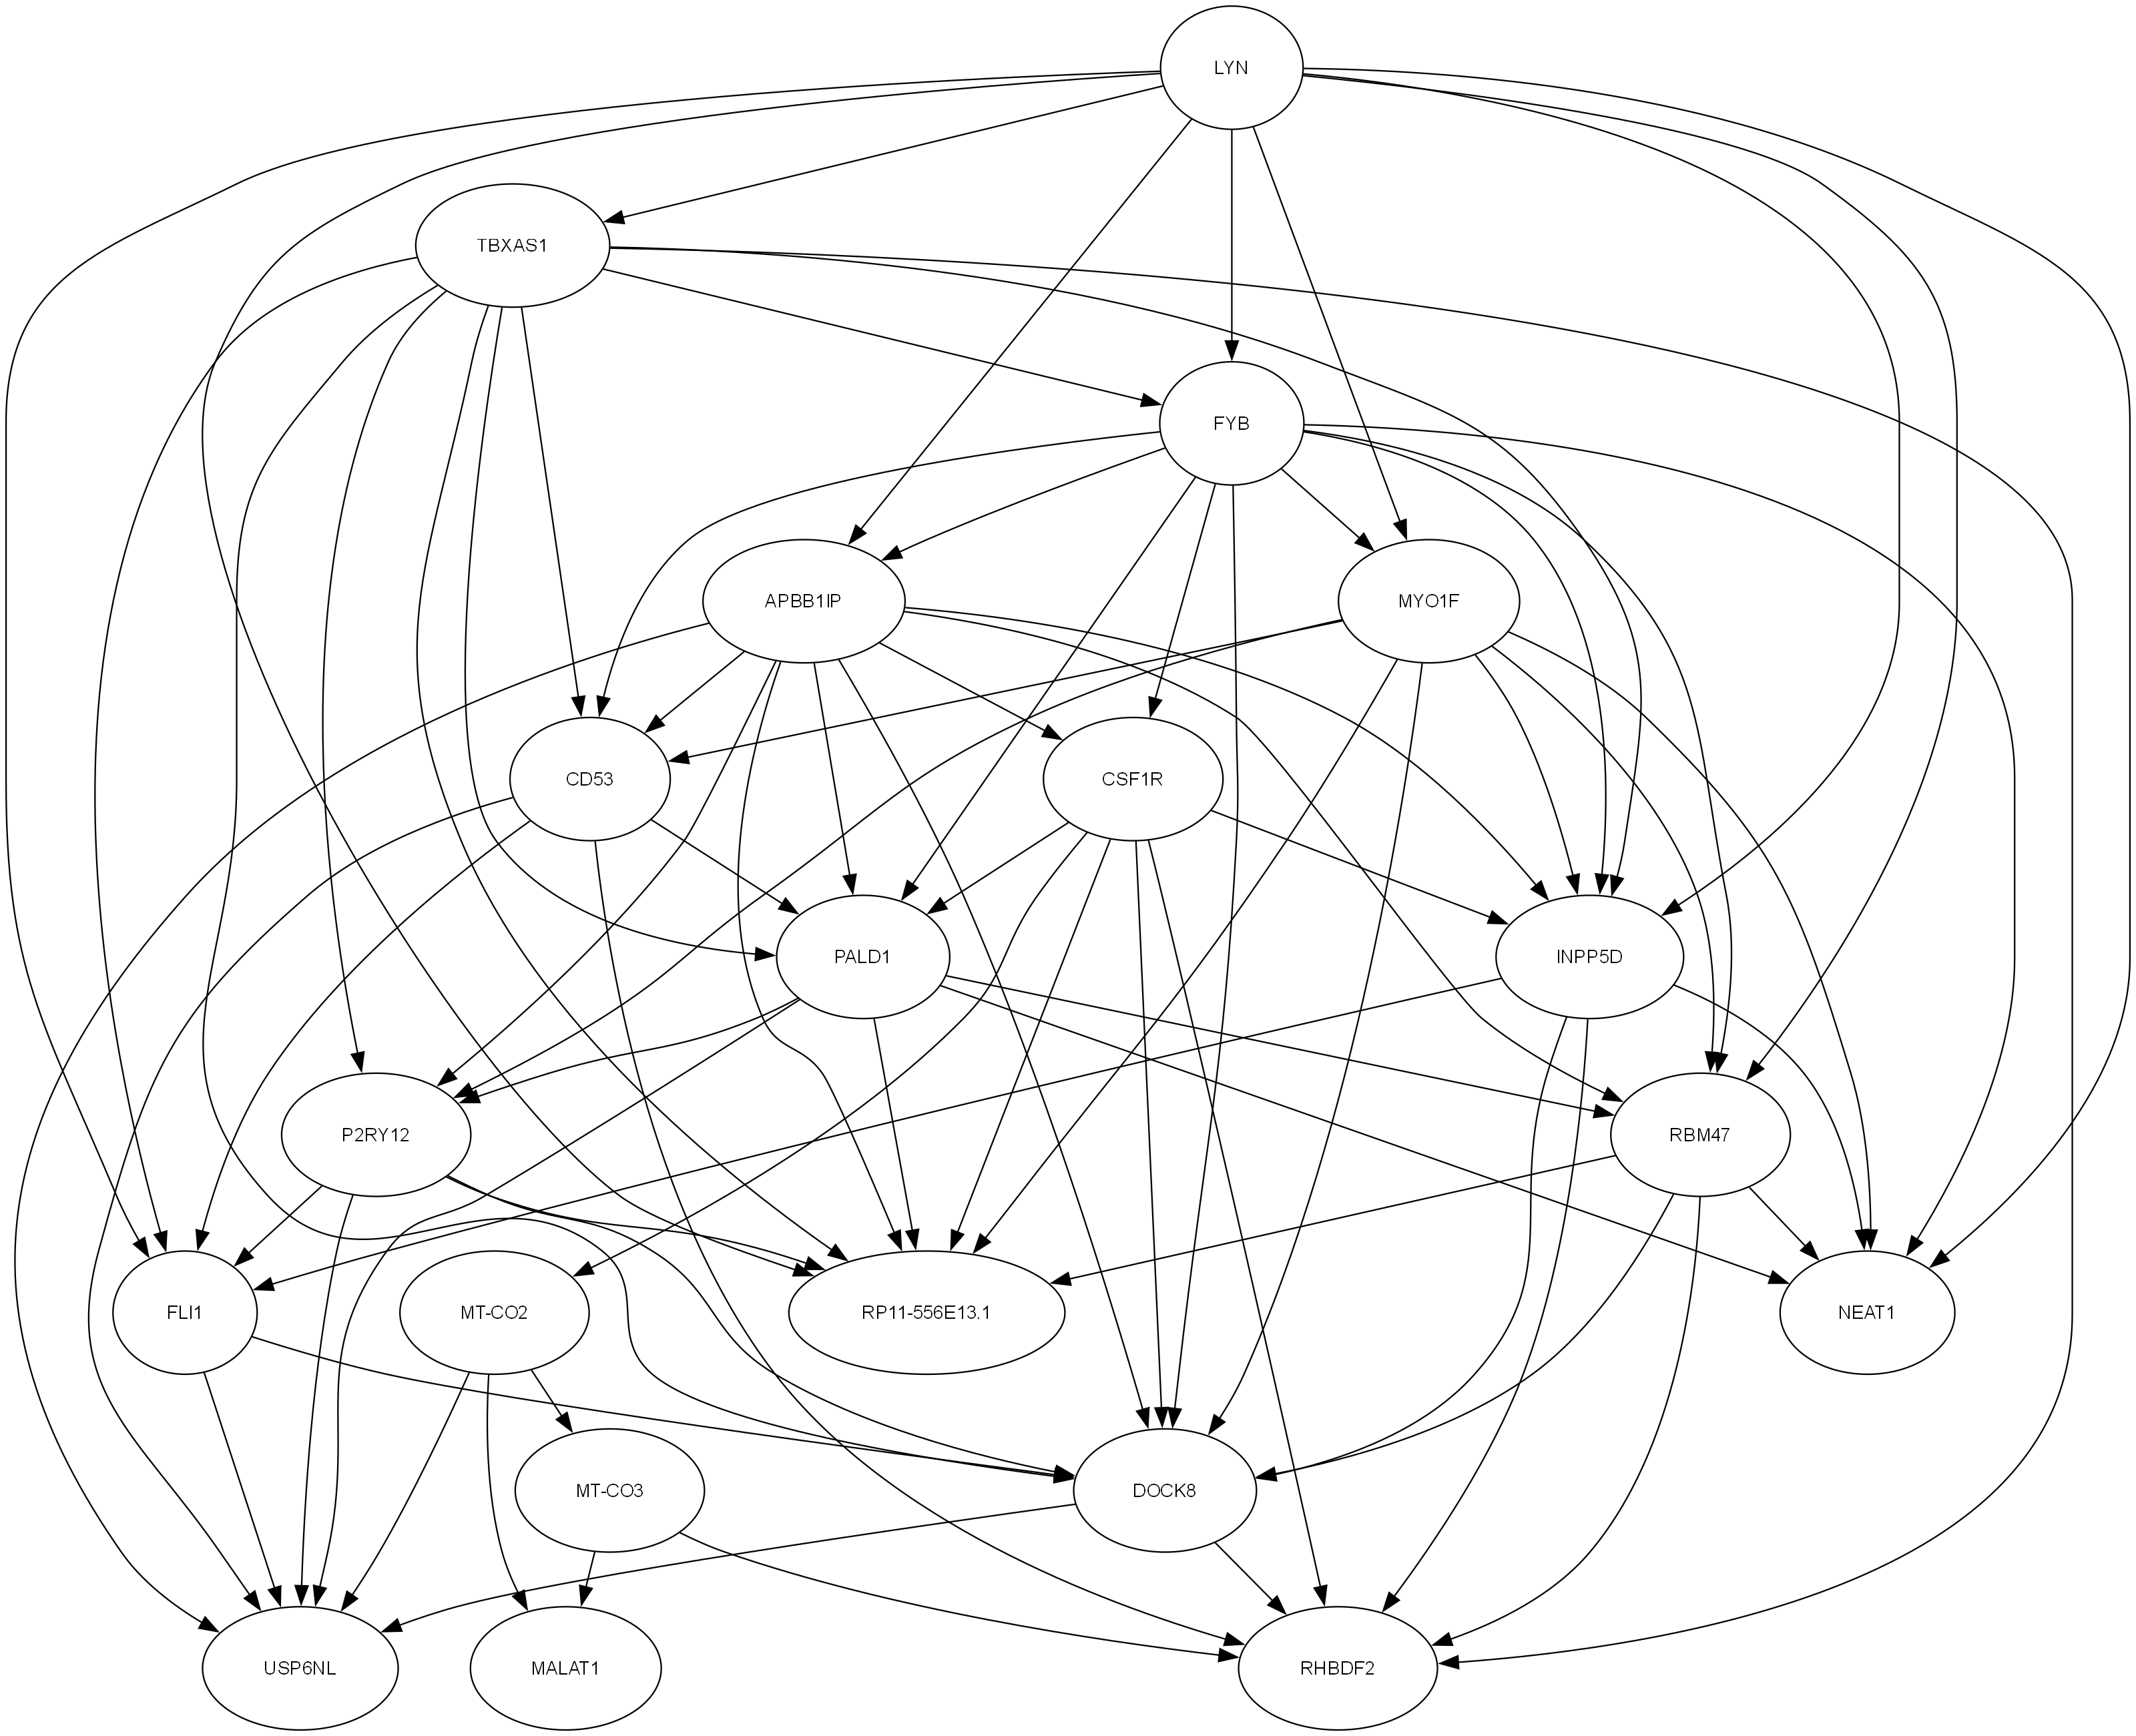 LYN
TBXAS1
FYB
APBB1IP
MYO1F
CD53
CSF1R
PALD1
INPP5D
P2RY12
RBM47
FLI1
MT-CO2
RP11-556E13.1
NEAT1
MT-CO3
DOCK8
USP6NL
MALAT1
RHBDF2